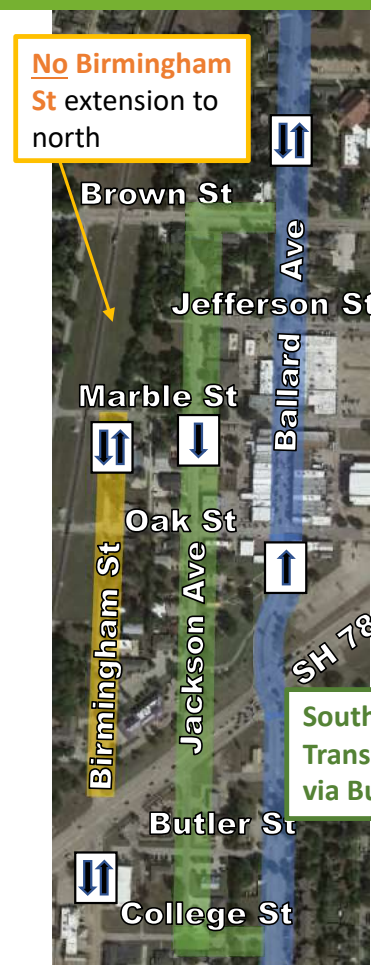 No Birmingham
St extension to
north
Brown St
Ballard Ave
Jefferson St
Marble St
Oak St
Birmingham St
Jackson Ave
SH 78
South
Trans
via Bu
Butler St
College St